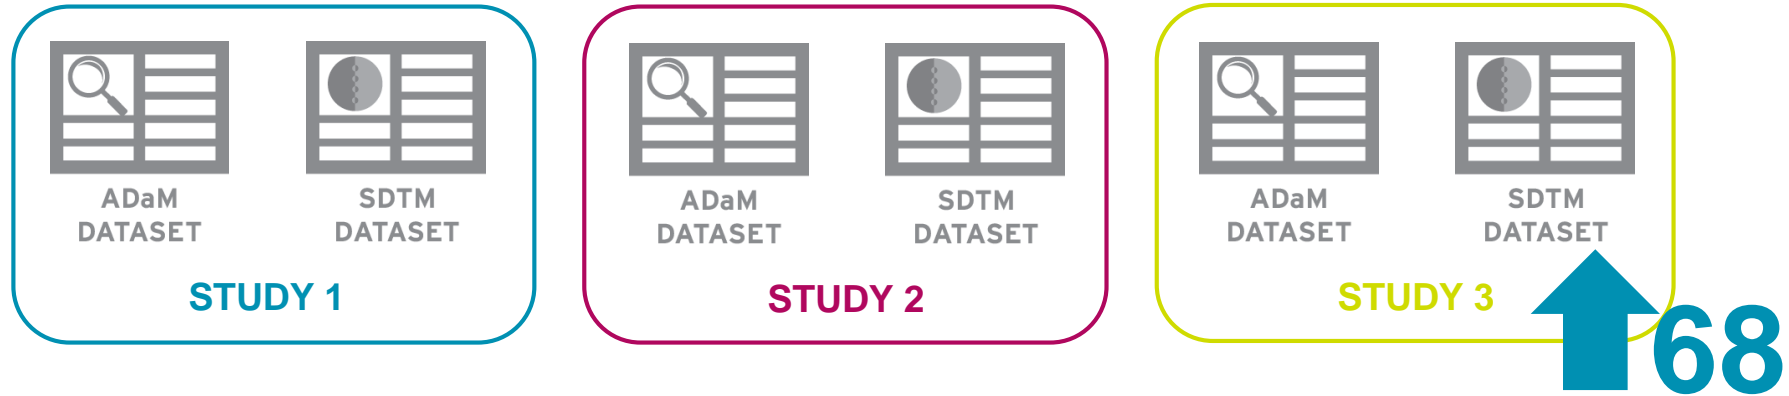 ADaM
DATASET
SDTM
DATASET
STUDY 1
ADaM
DATASET
SDTM
DATASET
STUDY 2
ADaM
DATASET
SDTM
DATASET
STUDY 3
68